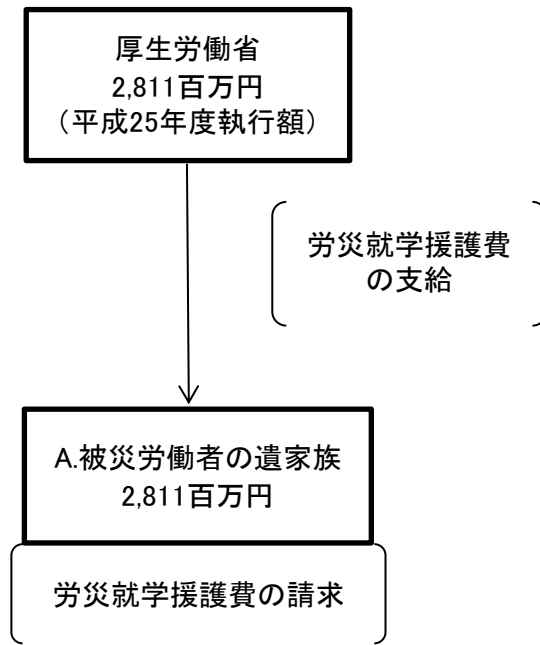 厚生労働省
2,811百万円
（平成25年度執行額）
労災就学援護費
の支給
A.被災労働者の遺家族
2,811百万円
労災就学援護費の請求